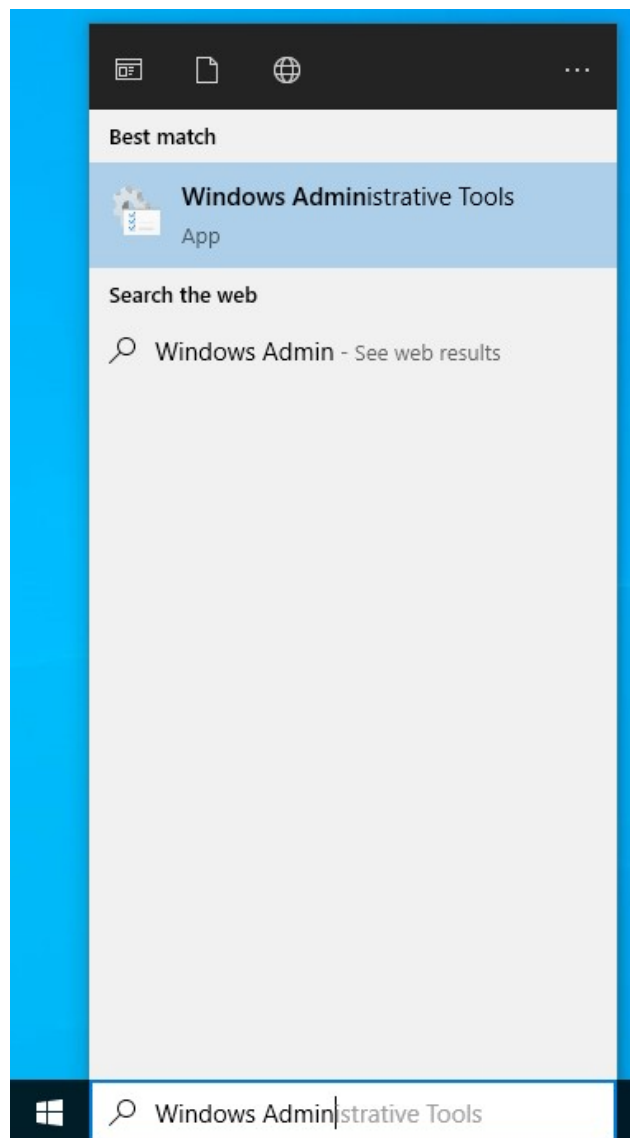 ...
Best match
Windows Administrative Tools
App
Search the web
Windows Admin - See web results
Windows Administrative Tools